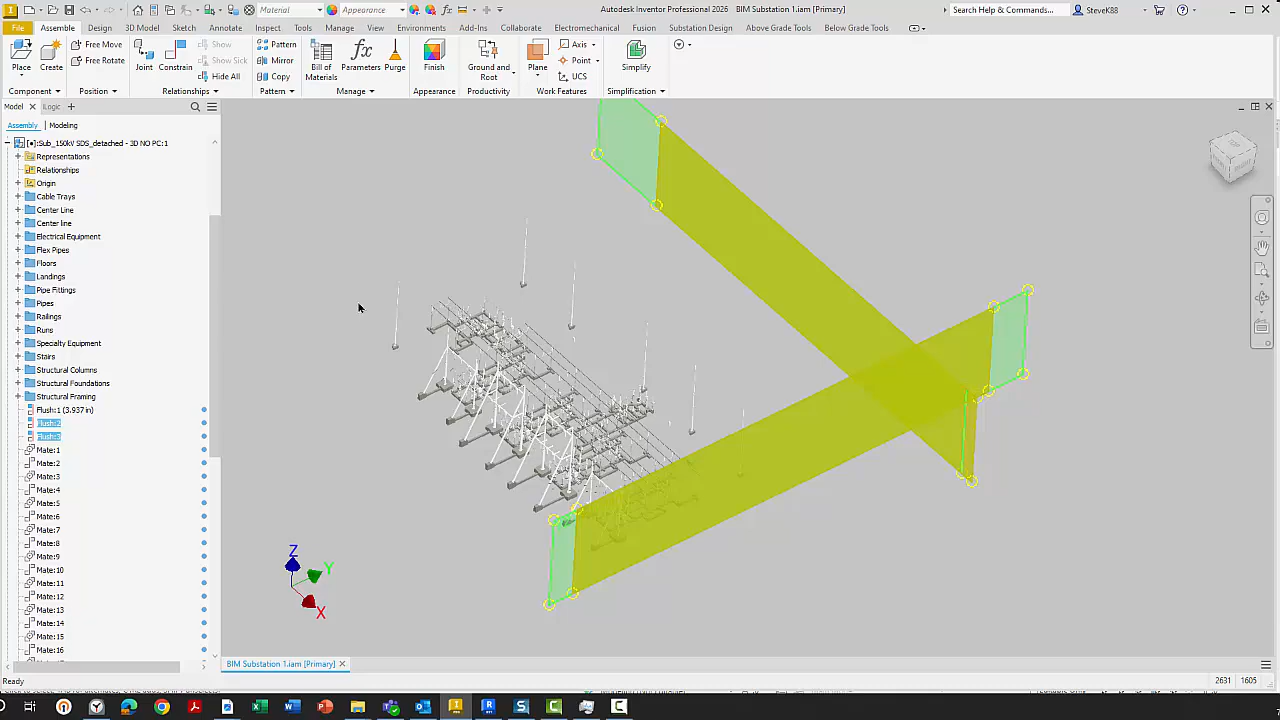 Material
Appearance
Autodesk Inventor Professional 2026 BIM Substation 1.iam [Primary]
Search Help & Commands...
SteveK88
File Assemble Design 3D Model Sketch Annotate Inspect Tools Manage View Environments Add-Ins Collaborate Electromechanical Fusion Substation Design Above Grade Tools Below Grade Tools
Free Move Show Pattern Axis
Free Rotate Show Sick Mirror Point
Place Create Joint Constrain Hide All Copy Bill of Materials Parameters Purge Finish Ground and Root Plane UCS Simplify
Component Position Relationships Pattern Manage Appearance Productivity Work Features Simplification
Model iLogic
Assembly Modeling
Sub_150kV SDS_detached - 3D NO PC:1
Representations
Relationships
Origin
Cable Trays
Center Line
Center line
Electrical Equipment
Flex Pipes
Floors
Landings
Pipe Fittings
Pipes
Railings
Runs
Specialty Equipment
Stairs
Structural Columns
Structural Foundations
Structural Framing
Flush:1 (3.937 in)
Flush:2
Flush:3
Mate:1
Mate:2
Mate:3
Mate:4
Mate:5
Mate:6
Mate:7
Mate:8
Mate:9
Mate:10
Mate:11
Mate:12
Mate:13
Mate:14
Mate:15
Mate:16
Z
Y
X
BIM Substation 1.iam [Primary]
Ready
2631 1605